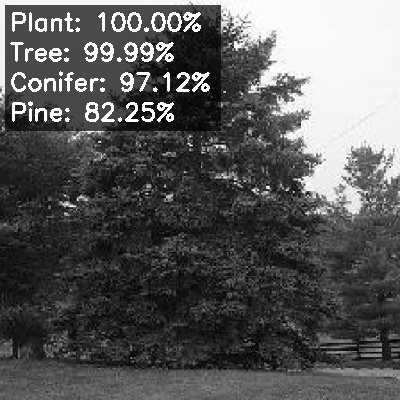 Plant: 100.00%
Tree: 99.99%
Conifer: 97.12%
Pine: 82.25%